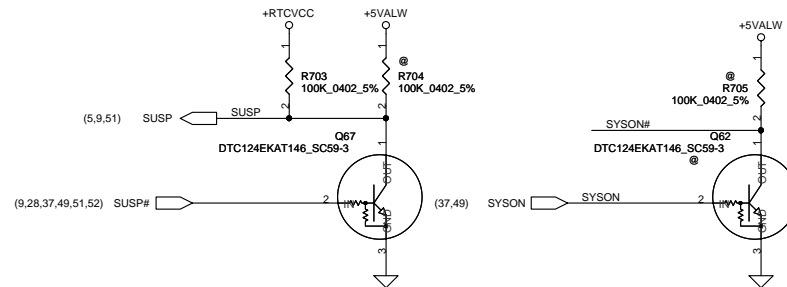 +RTCVCC
+5VALW
1
R703
100K_0402_5%
2
1
@
R704
100K_0402_5%
2
(5,9,51)
SUSP
SUSP
Q67
DTC124EKAT146_SC59-3
1
OUT
(9,28,37,49,51,52)
SUSP#
2
IN
GND
3
+5VALW
1
@
R705
100K_0402_5%
2
SYSON#
Q62
DTC124EKAT146_SC59-3
@
1
OUT
(37,49)
SYSON
SYSON
2
IN
GND
3